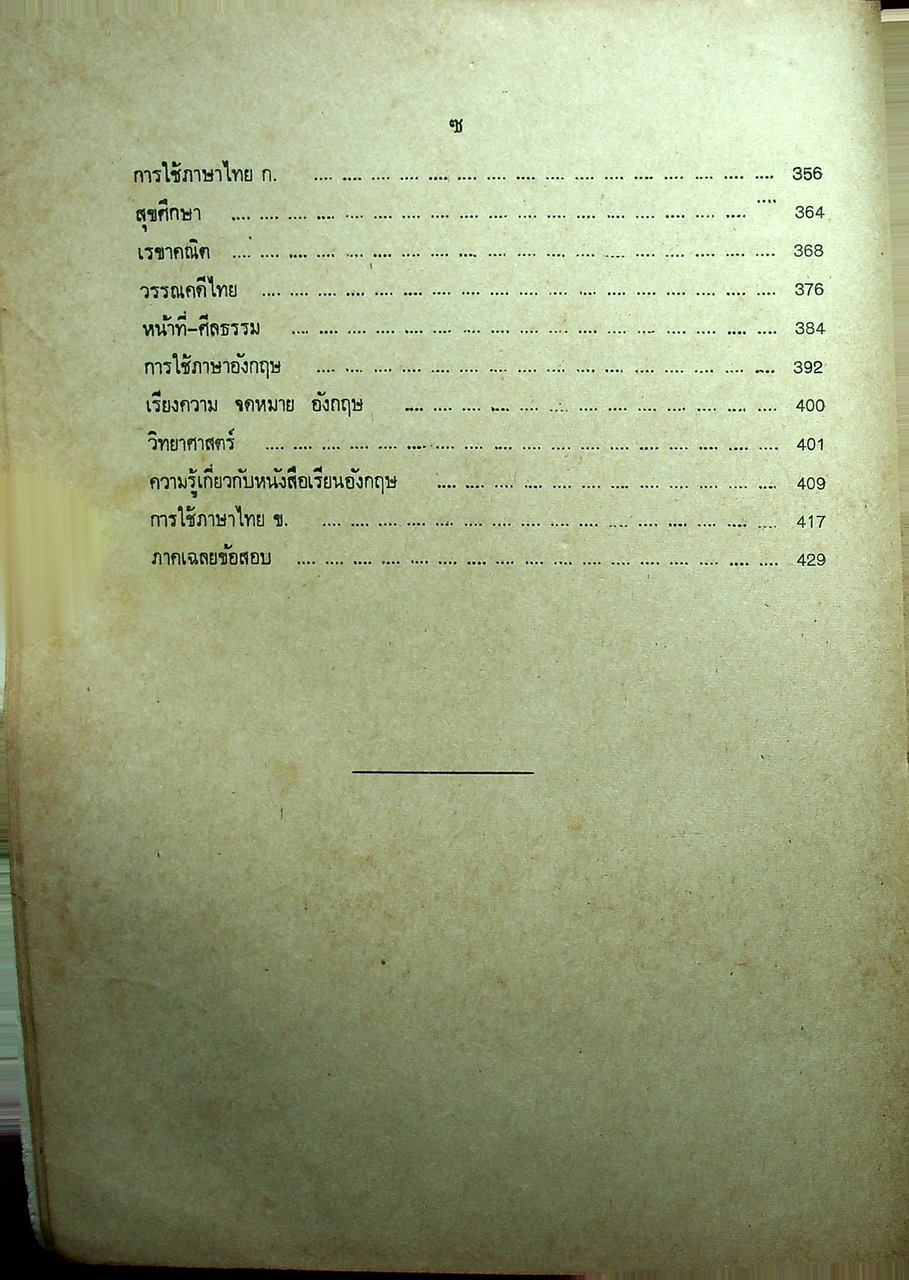 ซ
การใช้ภาษาไทย ก. .... .... .... .... .... .... .... .... .... .... .... .... .... .... .... .... 356
สุขศึกษา .... .... .... .... .... .... .... .... .... .... .... .... .... .... .... .... .... .... .... 364
เรขาคณิต .... .... .... .... .... .... .... .... .... .... .... .... .... .... .... .... .... .... .... 368
วรรณคดีไทย .... .... .... .... .... .... .... .... .... .... .... .... .... .... .... .... .... .... 376
หน้าที่-ศีลธรรม .... .... .... .... .... .... .... .... .... .... .... .... .... .... .... .... .... 384
การใช้ภาษาอังกฤษ .... .... .... .... .... .... .... .... .... .... .... .... .... .... .... .... 392
เรียงความ จดหมาย อังกฤษ .... .... .... .... .... .... .... .... .... .... .... .... .... 400
วิทยาศาสตร์ .... .... .... .... .... .... .... .... .... .... .... .... .... .... .... .... .... .... 401
ความรู้เกี่ยวกับหนังสือเรียนอังกฤษ .... .... .... .... .... .... .... .... .... .... .... .... 409
การใช้ภาษาไทย ข. .... .... .... .... .... .... .... .... .... .... .... .... .... .... .... .... 417
ภาคเฉลยข้อสอบ .... .... .... .... .... .... .... .... .... .... .... .... .... .... .... .... .... 429